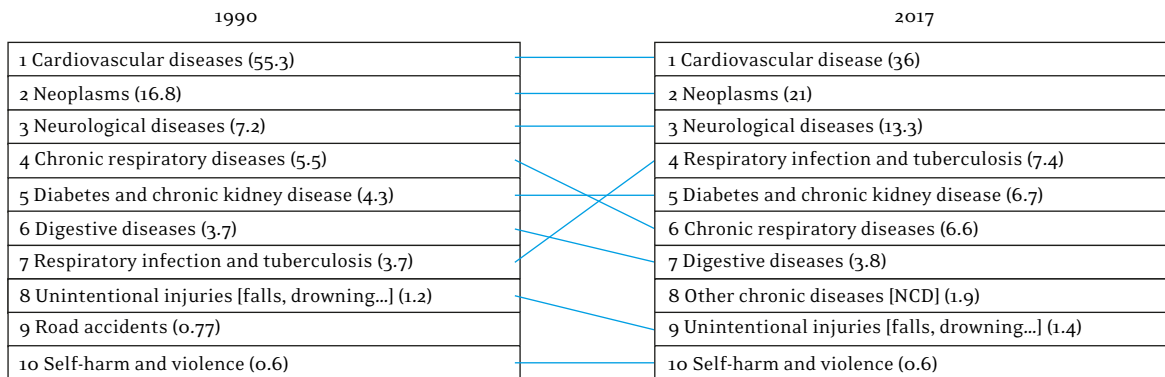 1990
1 Cardiovascular diseases (55.3)
2 Neoplasms (16.8)
3 Neurological diseases (7.2)
4 Chronic respiratory diseases (5.5)
5 Diabetes and chronic kidney disease (4.3)
6 Digestive diseases (3.7)
7 Respiratory infection and tuberculosis (3.7)
8 Unintentional injuries [falls, drowning...] (1.2)
9 Road accidents (0.77)
10 Self-harm and violence (0.6)
2017
1 Cardiovascular disease (36)
2 Neoplasms (21)
3 Neurological diseases (13.3)
4 Respiratory infection and tuberculosis (7.4)
5 Diabetes and chronic kidney disease (6.7)
6 Chronic respiratory diseases (6.6)
7 Digestive diseases (3.8)
8 Other chronic diseases [NCD] (1.9)
9 Unintentional injuries [falls, drowning...] (1.4)
10 Self-harm and violence (0.6)